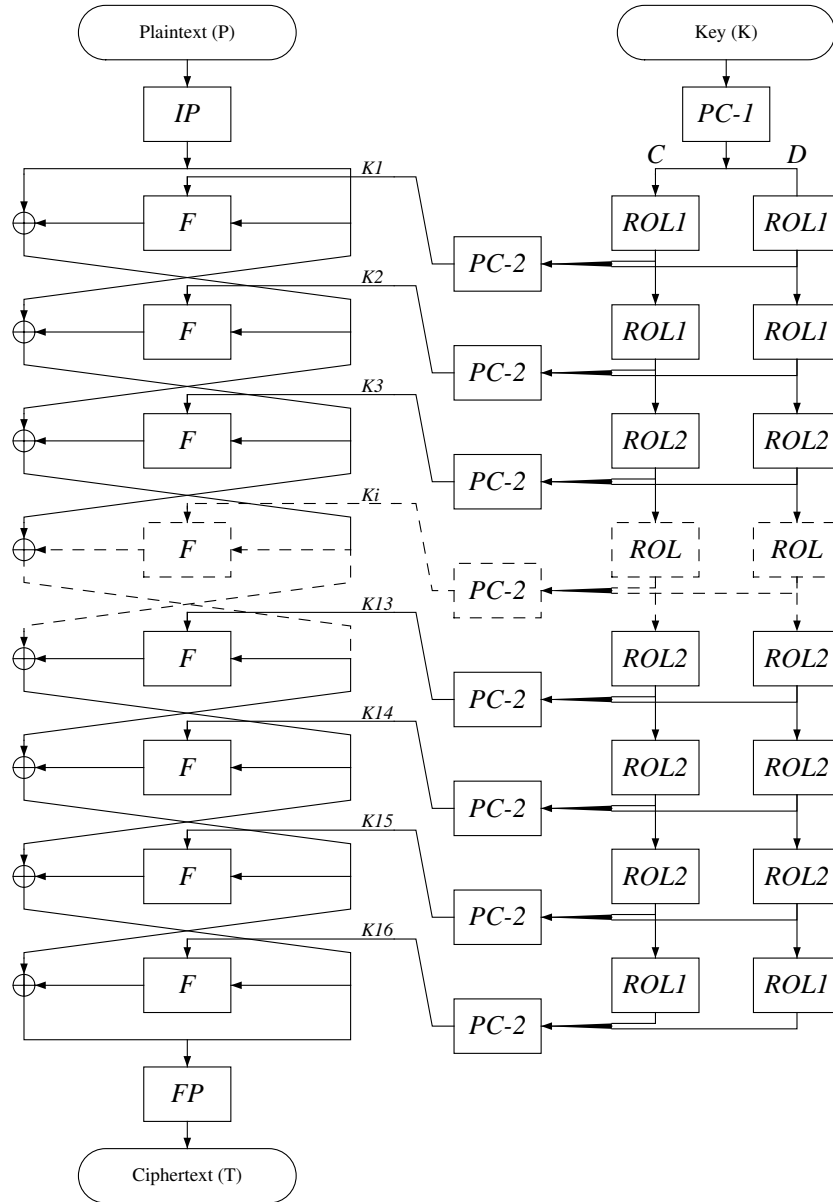 Plaintext (P) Key (K)
IP PC-1
C D
K1
F ROL1 ROL1
PC-2
K2
F ROL1 ROL1
PC-2
K3
F ROL2 ROL2
PC-2
Ki
F ROL ROL
PC-2
K13
F ROL2 ROL2
PC-2
K14
F ROL2 ROL2
PC-2
K15
F ROL2 ROL2
PC-2
K16
F ROL1 ROL1
PC-2
FP
Ciphertext (T)